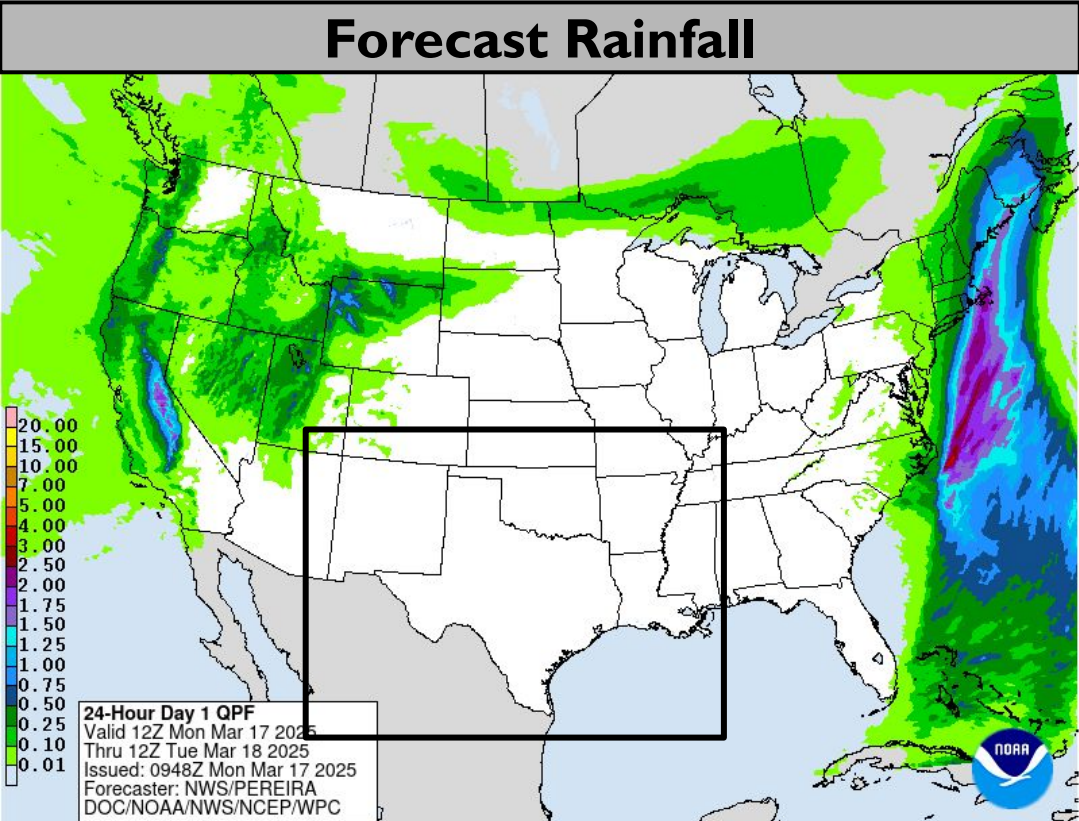 Forecast Rainfall
20.00
15.00
10.00
7.00
5.00
4.00
3.00
2.50
2.00
1.75
1.50
1.25
1.00
0.75
0.50
0.25
0.10
0.01
24-Hour Day 1 QPF
Valid 12Z Mon Mar 17 2025
Thru 12Z Tue Mar 18 2025
Issued: 0948Z Mon Mar 17 2025
Forecaster: NWS/PEREIRA
DOC/NOAA/NWS/NCEP/WPC
NOAA